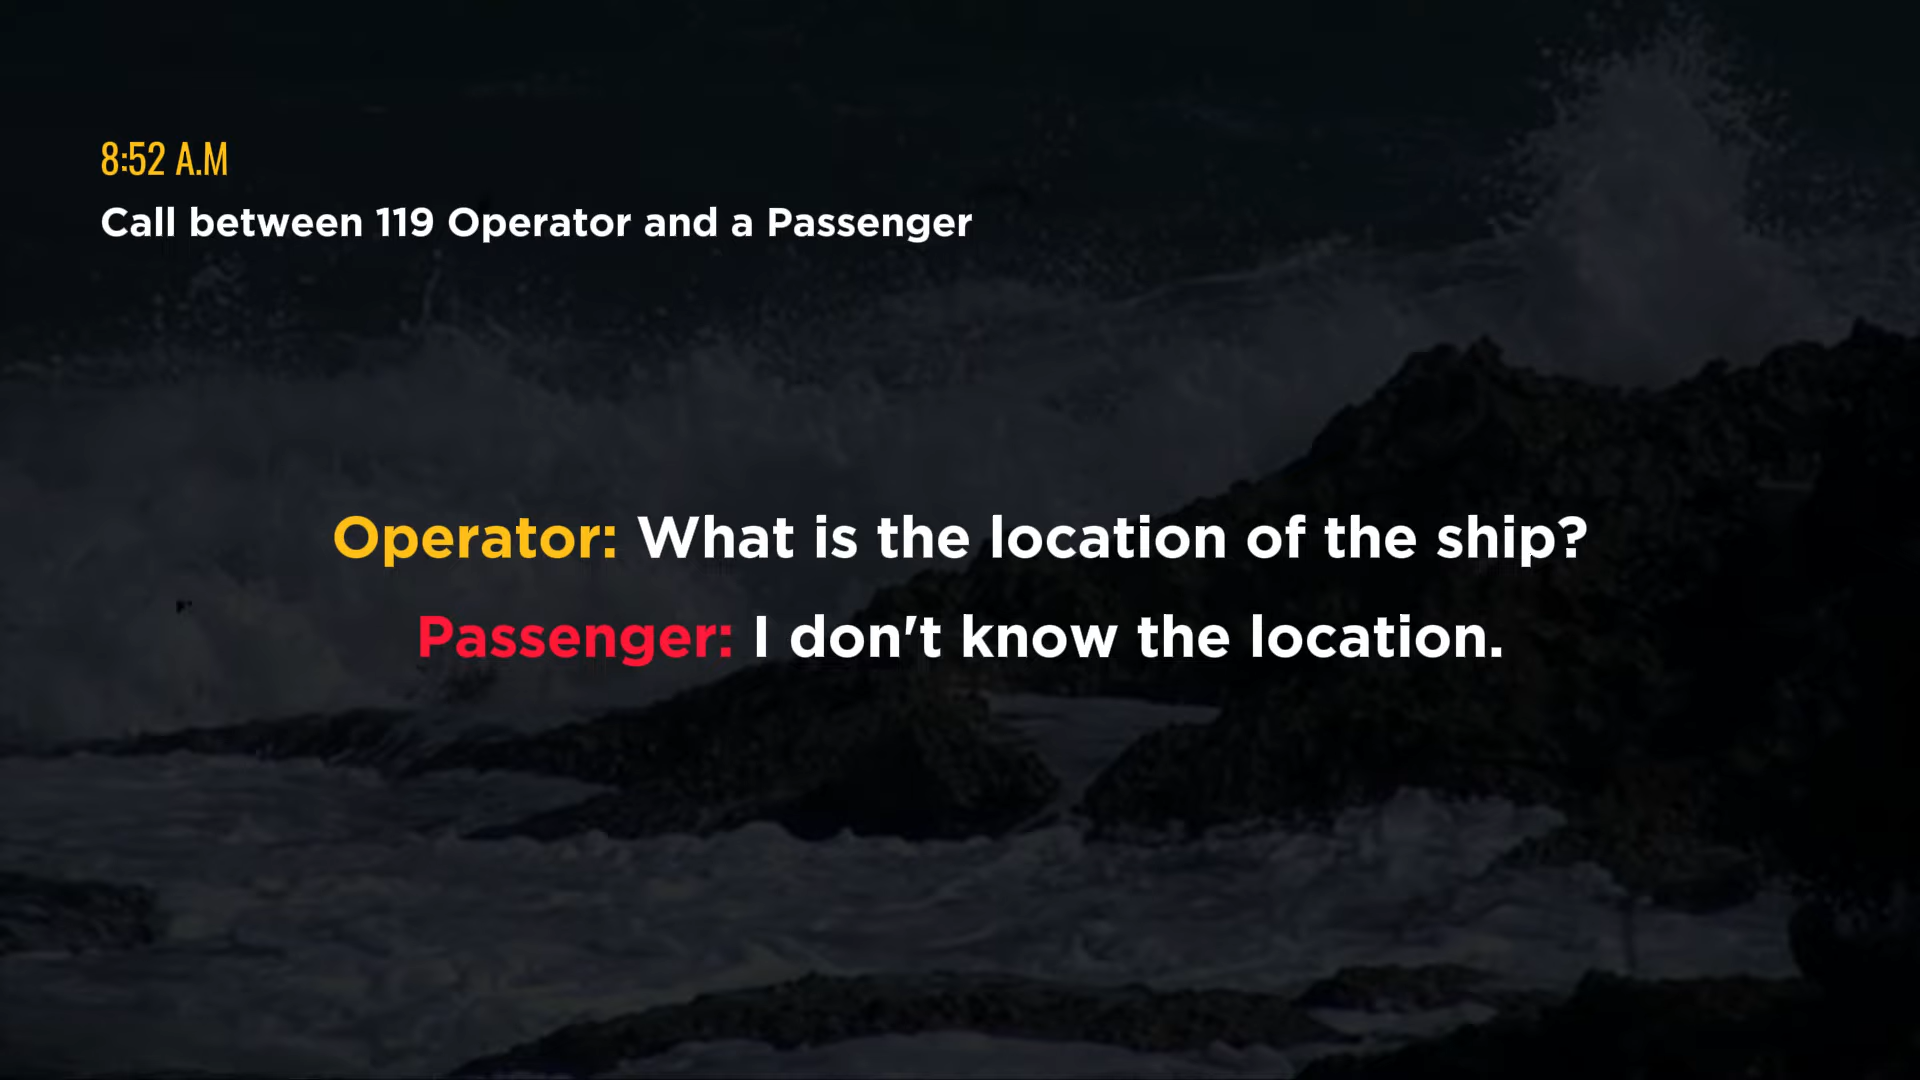 8:52 A.M
Call between 119 Operator and a Passenger
Operator: What is the location of the ship?
Passenger: I don't know the location.